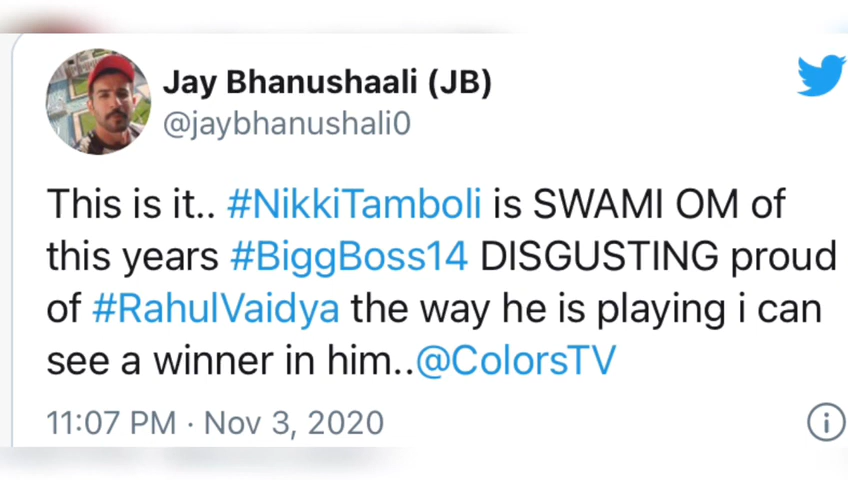 Jay Bhanushaali (JB)
@jaybhanushali0
This is it.. #NikkiTamboli is SWAMI OM of
this years #BiggBoss14 DISGUSTING proud
of #RahulVaidya the way he is playing i can
see a winner in him..@ColorsTV
11:07 PM · Nov 3, 2020